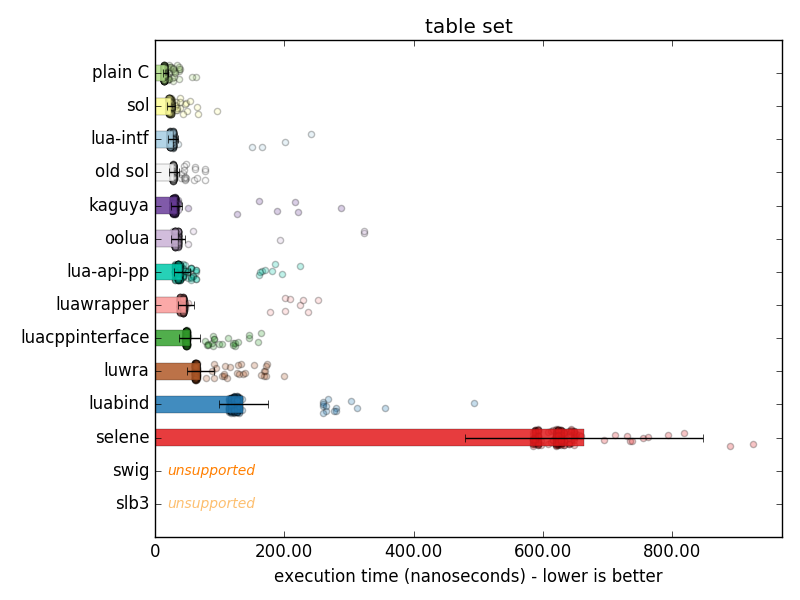 table set
plain C
sol
lua-intf
old sol
kaguya
oolua
lua-api-pp
luawrapper
luacppinterface
luwra
luabind
selene
swig unsupported
slb3 unsupported
0 200.00 400.00 600.00 800.00
execution time (nanoseconds) - lower is better